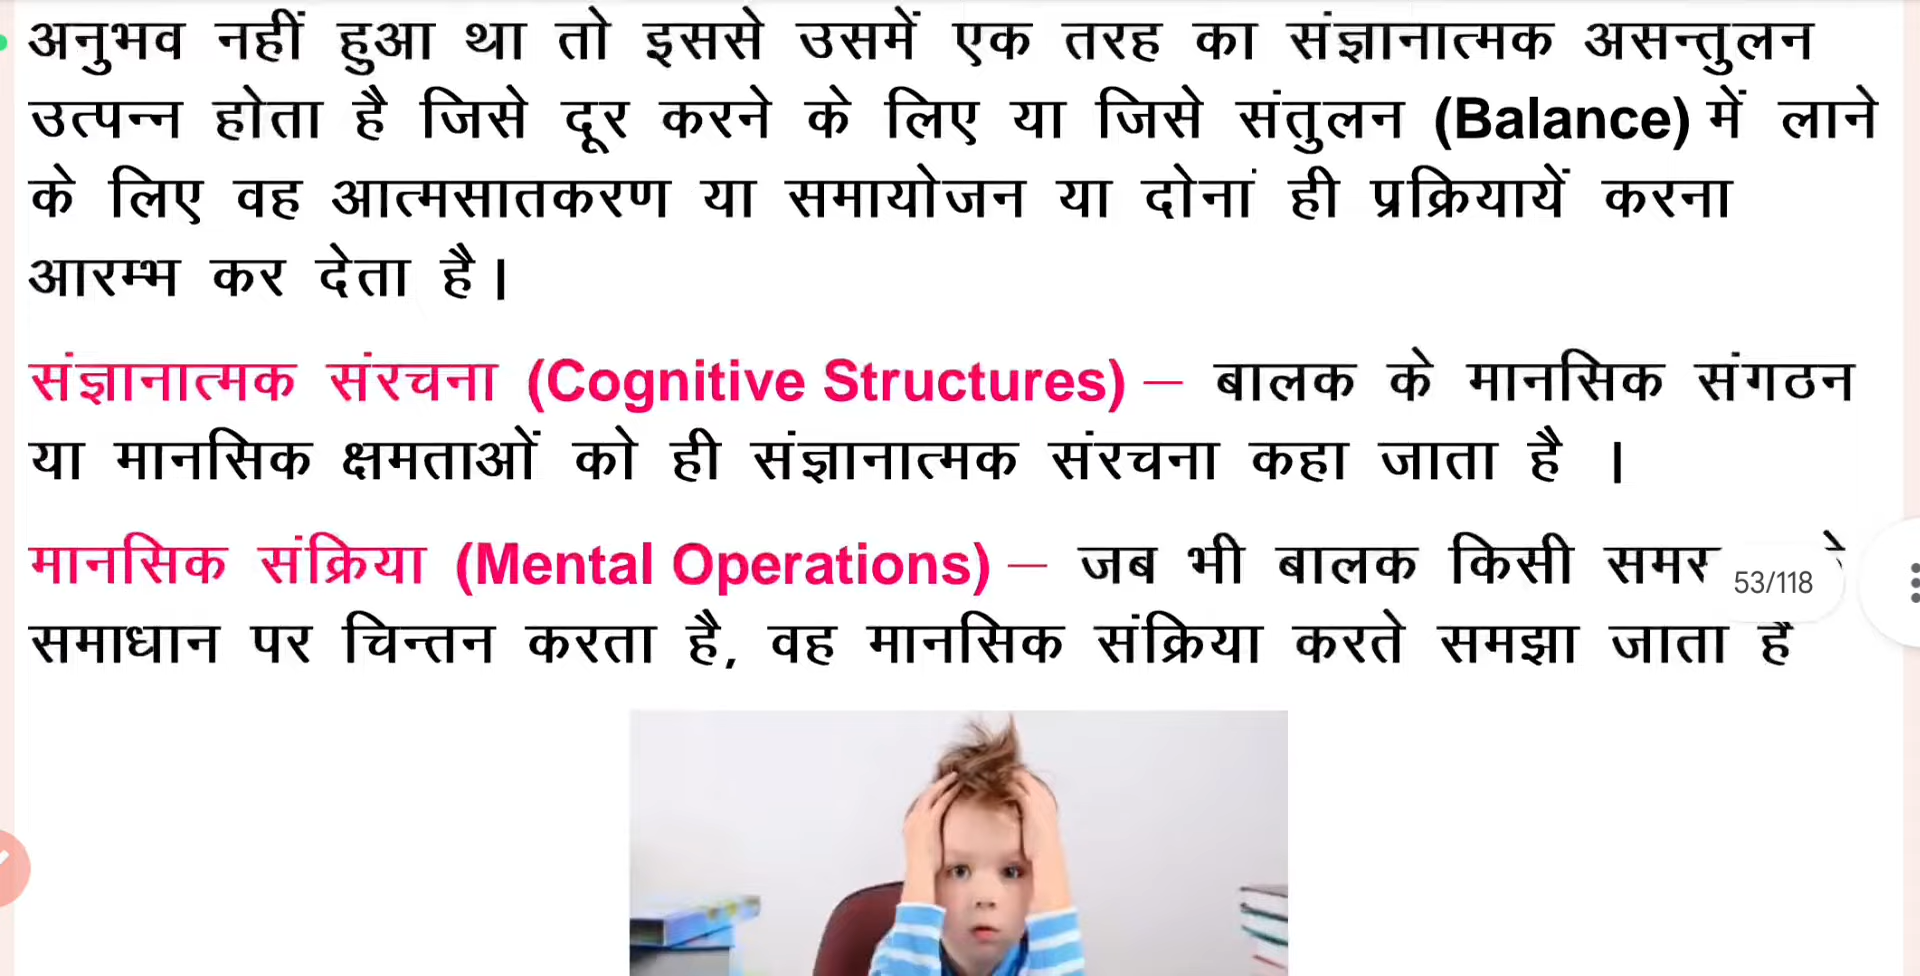 अनुभव नहीं हुआ था तो इससे उसमें एक तरह का संज्ञानात्मक असन्तुलन
उत्पन्न होता है जिसे दूर करने के लिए या जिसे संतुलन (Balance) में लाने
के लिए वह आत्मसातकरण या समायोजन या दोनां ही प्रक्रियायें करना
आरम्भ कर देता है।
संज्ञानात्मक संरचना (Cognitive Structures) – बालक के मानसिक संगठन
या मानसिक क्षमताओं को ही संज्ञानात्मक संरचना कहा जाता है ।
मानसिक संक्रिया (Mental Operations) – जब भी बालक किसी
53/118
समाधान पर चिन्तन करता है, वह मानसिक संक्रिया करते समझा जाता है